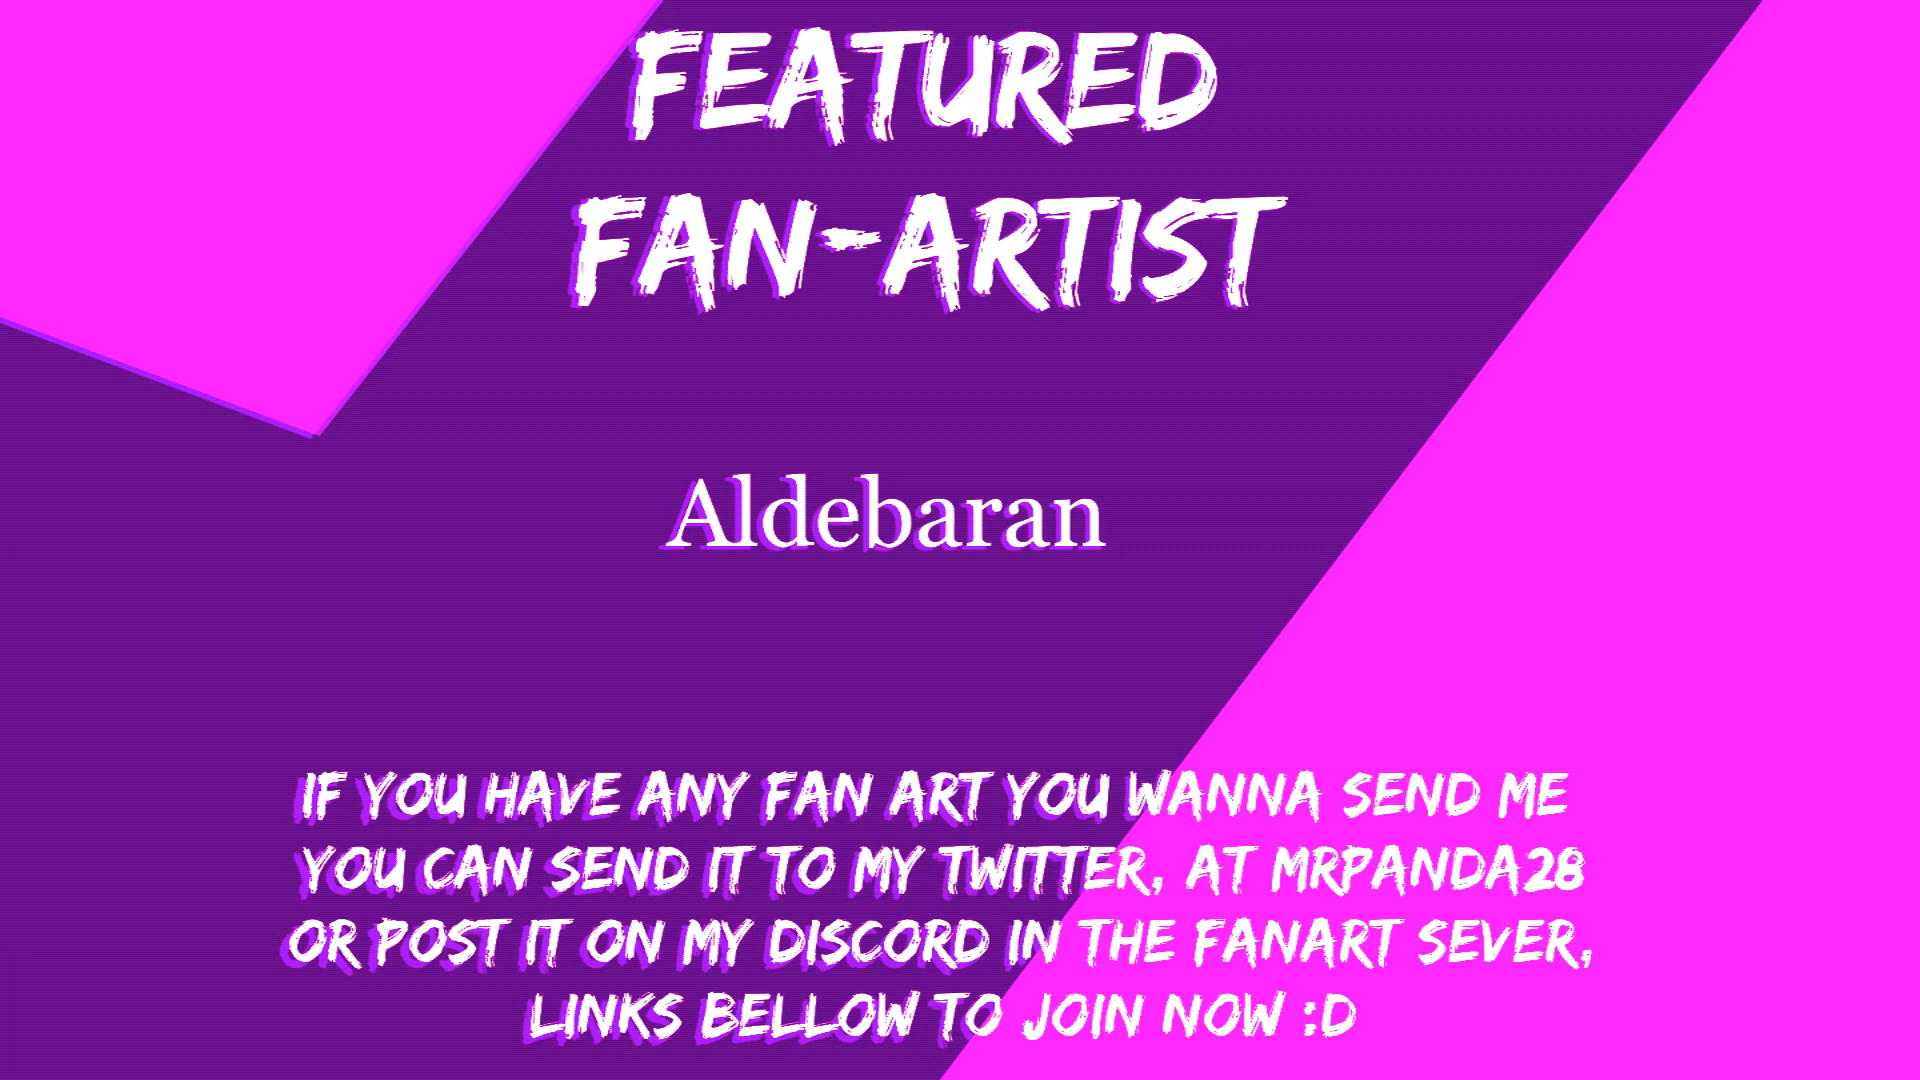 FEATURED
FAN-ARTIST
Aldebaran
IF YOU HAVE ANY FAN ART YOU WANNA SEND ME
YOU CAN SEND IT TO MY TWITTER, AT MRPANDA28
OR POST IT ON MY DISCORD IN THE FANART SEVER,
LINKS BELLOW TO JOIN NOW :D